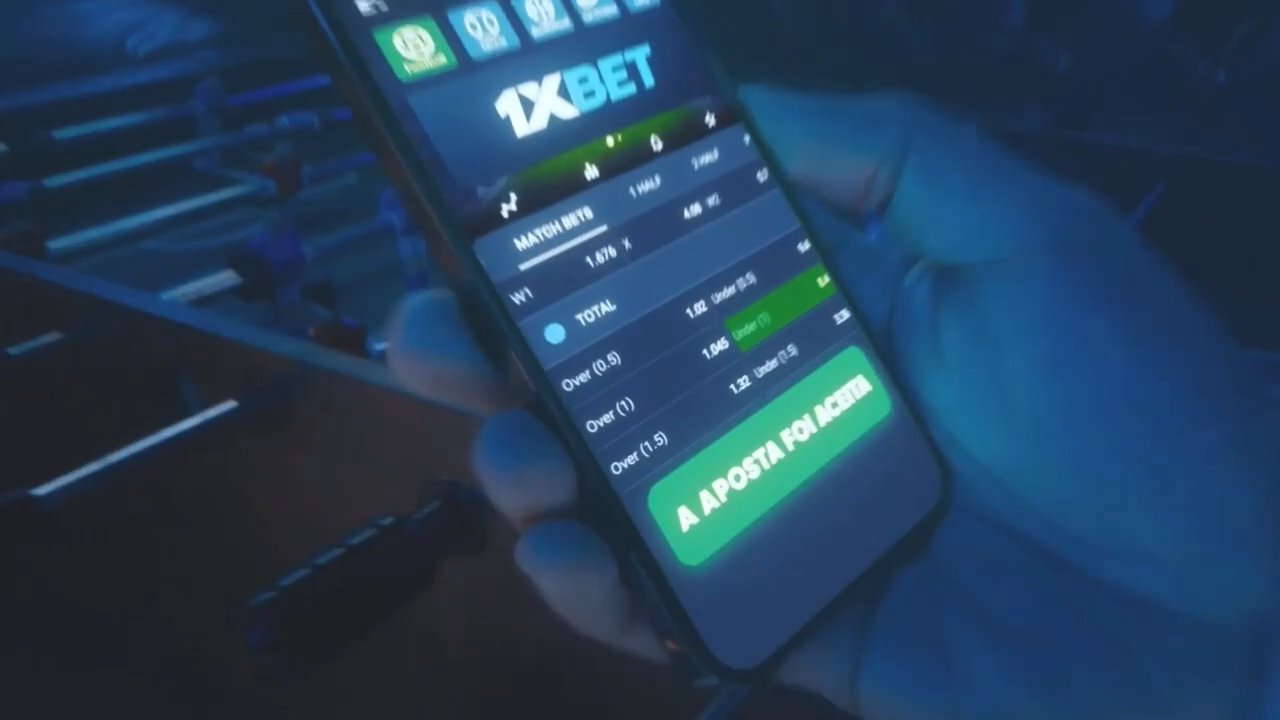 1XBET
MATCH BETS 1 HALF 2 HALF
W1 1.676 X 4.06 W2
TOTAL
Over (0.5) 1.02 Under (0.5)
Over (1) 1.045 Under (1)
Over (1.5) 1.32 Under (1.5)
A APOSTA FOI ACEITA